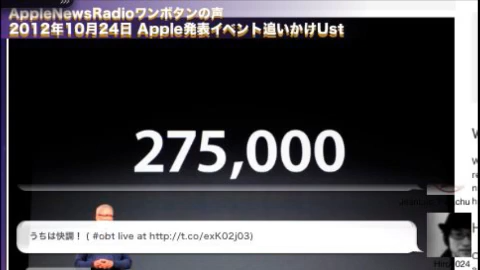 AppleNewsRadioワンボタンの声
2012年10月24日 Apple発表イベント追いかけUst
275,000
うちは快調！ ( #obt live at http://t.co/exK02j03)